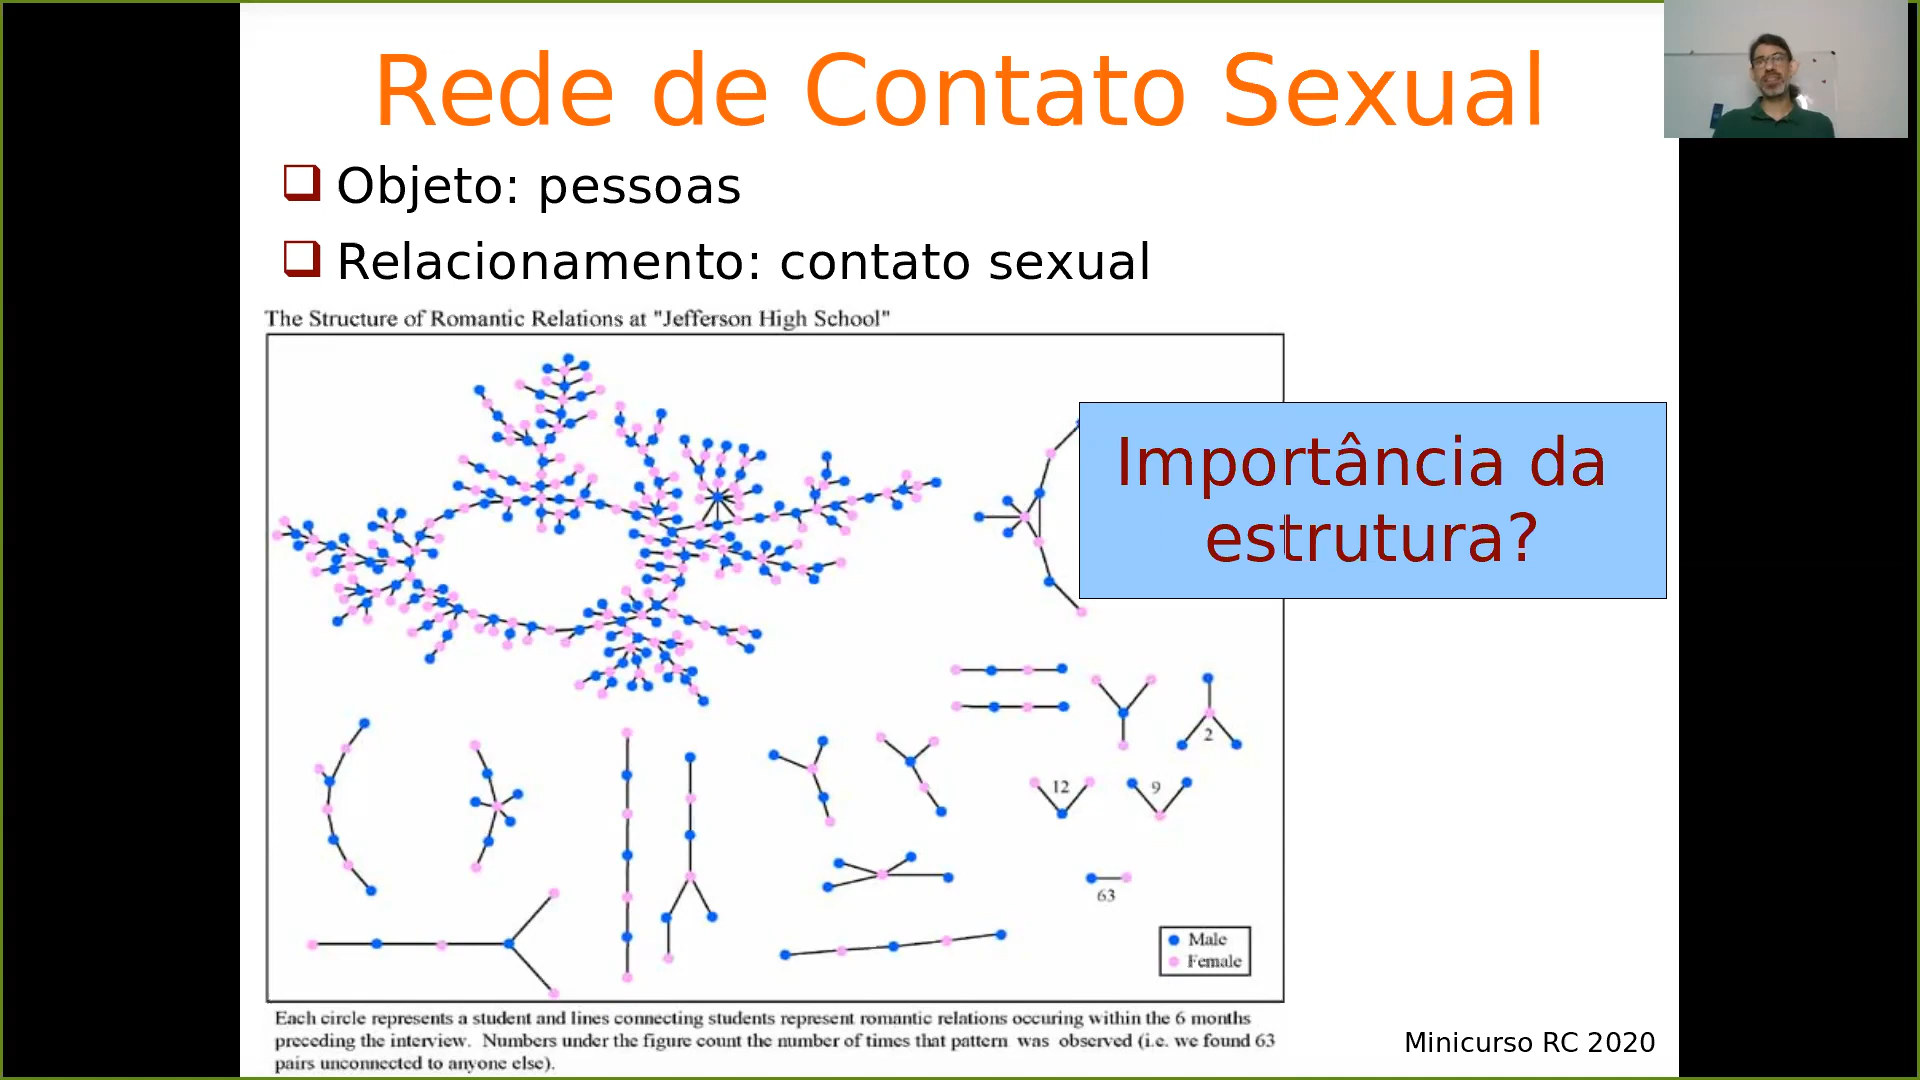 Rede de Contato Sexual
Objeto: pessoas
Relacionamento: contato sexual
The Structure of Romantic Relations at "Jefferson High School"
Importância da
estrutura?
2
12
9
63
Male
Female
Each circle represents a student and lines connecting students represent romantic relations occuring within the 6 months
preceding the interview. Numbers under the figure count the number of times that pattern was observed (i.e. we found 63
pairs unconnected to anyone else).
Minicurso RC 2020